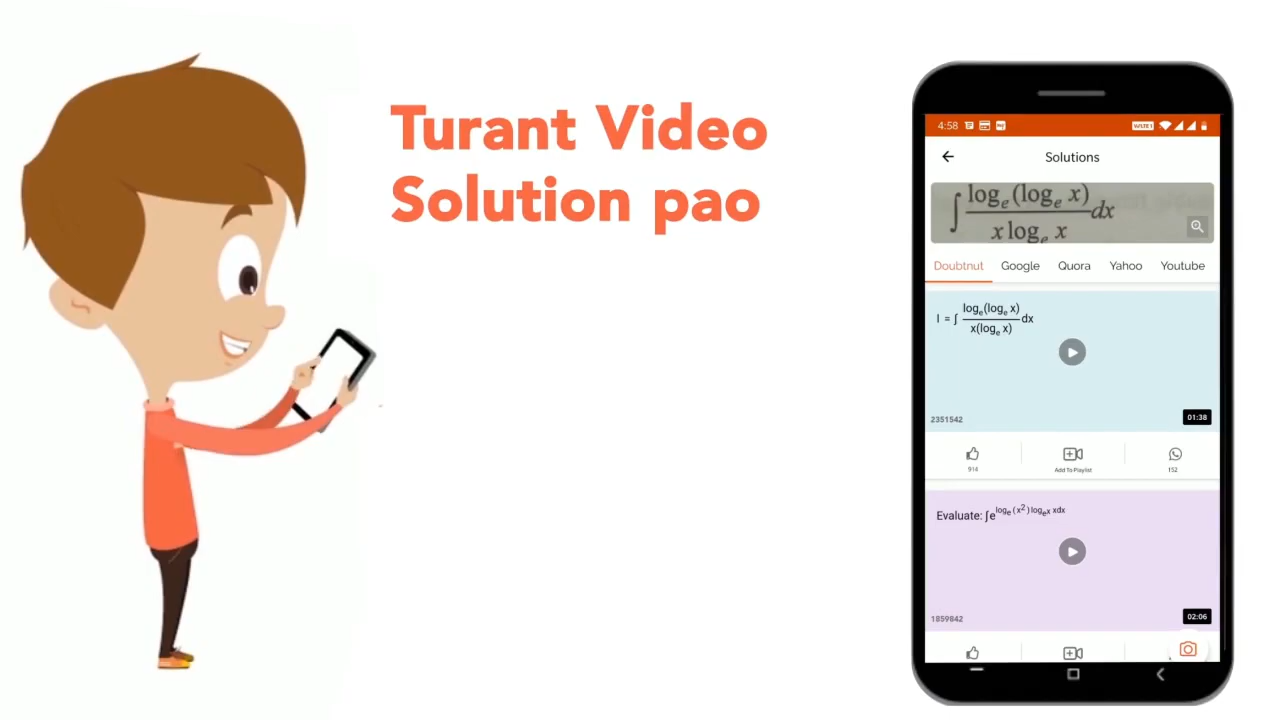 Turant Video
Solution pao
4:58
Solutions
∫ logₑ(logₑ x) / x logₑ x dx
Doubtnut Google Quora Yahoo Youtube
I = ∫ logₑ(logₑ x) / x(logₑ x) dx
2351542 01:38
914 Add To Playlist 152
Evaluate: ∫e^logₑ(x²)logₑx xdx
1859842 02:06